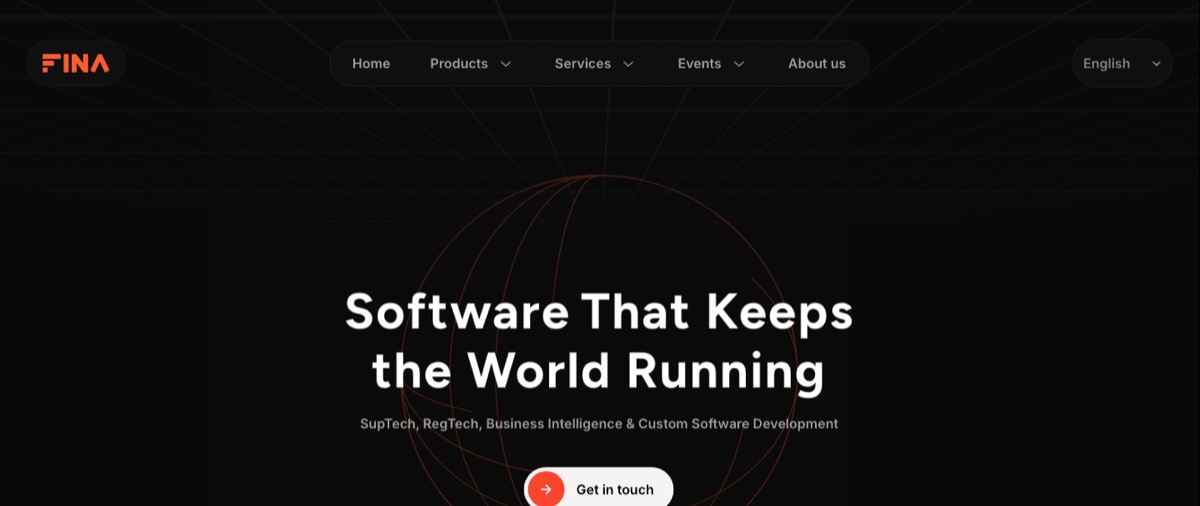 FINA
Home
Products
Services
Events
About us
English
Software That Keeps
the World Running
SupTech, RegTech, Business Intelligence & Custom Software Development
Get in touch